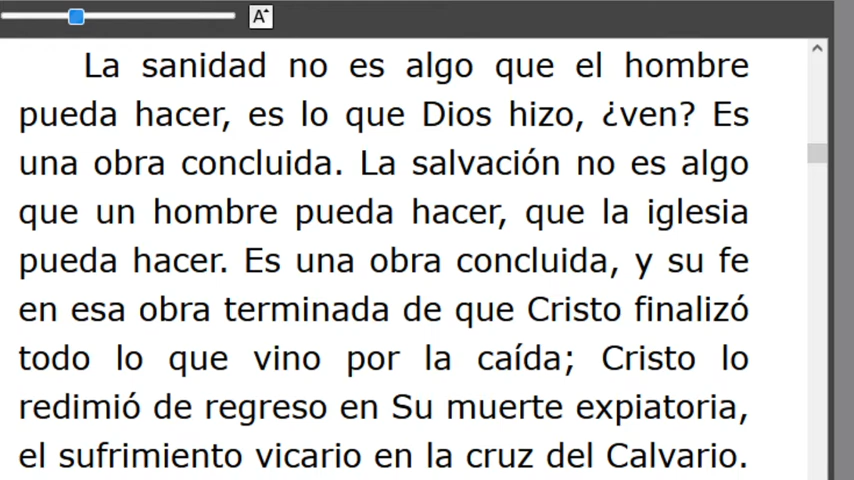 A
La sanidad no es algo que el hombre
pueda hacer, es lo que Dios hizo, ¿ven? Es
una obra concluida. La salvación no es algo
que un hombre pueda hacer, que la iglesia
pueda hacer. Es una obra concluida, y su fe
en esa obra terminada de que Cristo finalizó
todo lo que vino por la caída; Cristo lo
redimió de regreso en Su muerte expiatoria,
el sufrimiento vicario en la cruz del Calvario.